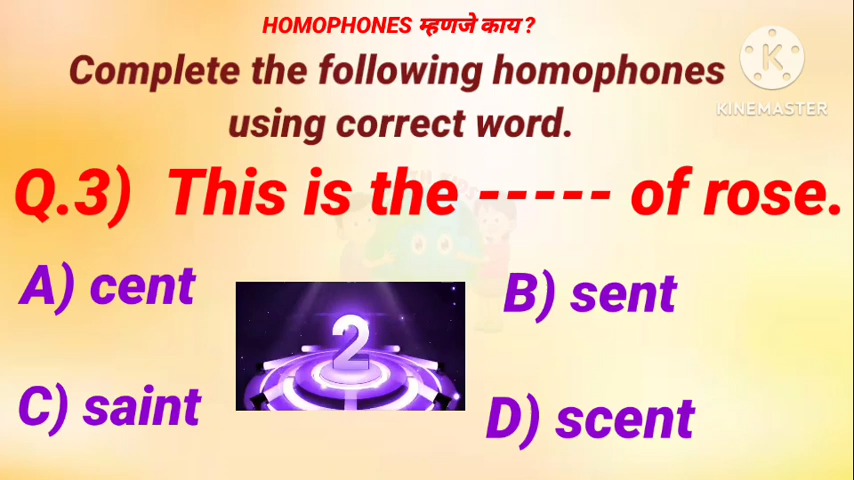 HOMOPHONES म्हणजे काय?
Complete the following homophones
KINEMASTER
using correct word.
Q.3) This is the ----- of rose.
A) cent
B) sent
2
C) saint
D) scent